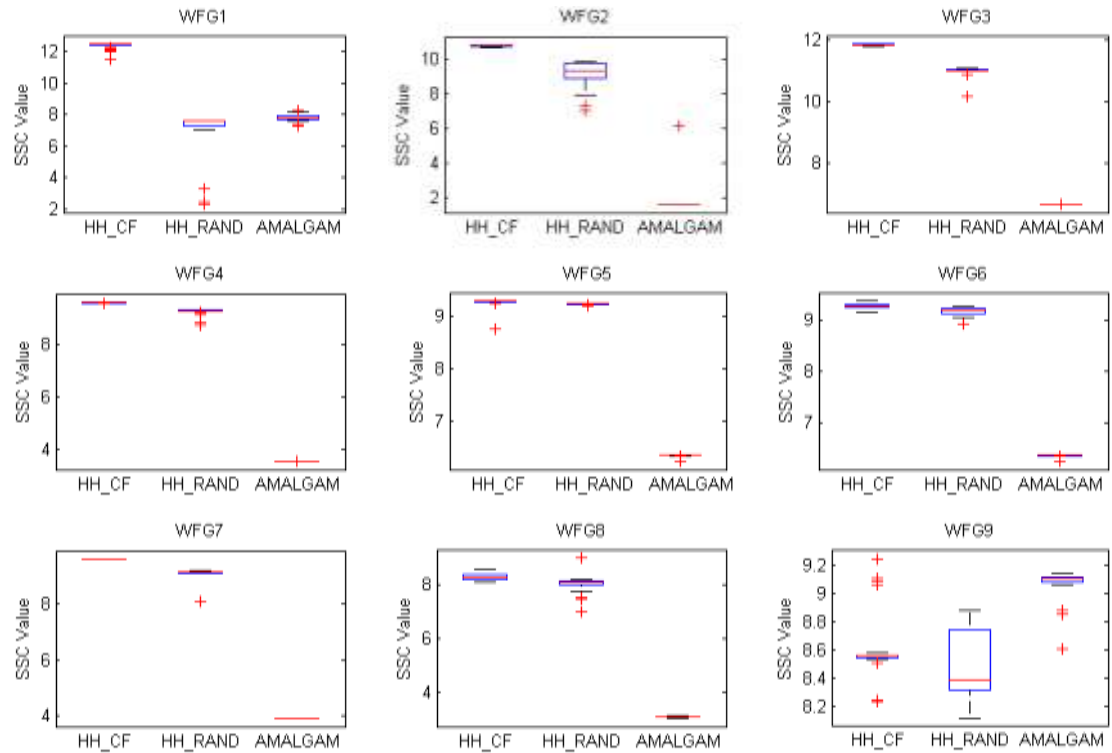 WFG1
SSC Value
12
10
8
6
4
2
HH_CF HH_RAND AMALGAM
WFG2
SSC Value
10
8
6
4
2
HH_CF HH_RAND AMALGAM
WFG3
SSC Value
12
10
8
HH_CF HH_RAND AMALGAM
WFG4
SSC Value
8
6
4
HH_CF HH_RAND AMALGAM
WFG5
SSC Value
9
8
7
HH_CF HH_RAND AMALGAM
WFG6
SSC Value
9
8
7
HH_CF HH_RAND AMALGAM
WFG7
SSC Value
8
6
4
HH_CF HH_RAND AMALGAM
WFG8
SSC Value
8
6
4
HH_CF HH_RAND AMALGAM
WFG9
SSC Value
9.2
9
8.8
8.6
8.4
8.2
HH_CF HH_RAND AMALGAM